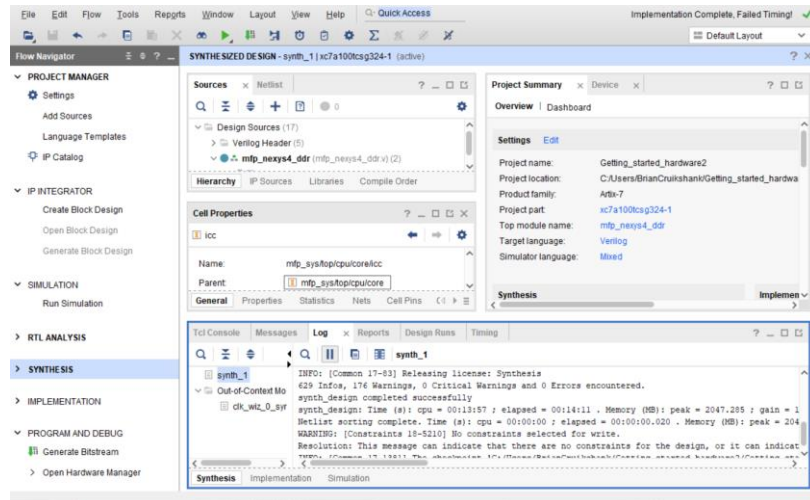 File Edit Flow Tools Reports Window Layout View Help Q- Quick Access Implementation Complete, Failed Timing!
Default Layout
Flow Navigator
SYNTHESIZED DESIGN - synth_1 | xc7a100tcsg324-1 (active)
PROJECT MANAGER
Settings
Add Sources
Language Templates
IP Catalog
IP INTEGRATOR
Create Block Design
Open Block Design
Generate Block Design
SIMULATION
Run Simulation
RTL ANALYSIS
SYNTHESIS
IMPLEMENTATION
PROGRAM AND DEBUG
Generate Bitstream
Open Hardware Manager
Sources Netlist
0
Design Sources (17)
Verilog Header (5)
mfp_nexys4_ddr (mfp_nexys4_ddr.v) (2)
Hierarchy IP Sources Libraries Compile Order
Cell Properties
icc
Name: mfp_sys/top/cpu/core/icc
Parent: mfp_sys/top/cpu/core
General Properties Statistics Nets Cell Pins
Project Summary Device
Overview | Dashboard
Settings Edit
Project name: Getting_started_hardware2
Project location: C:/Users/BrianCruikshank/Getting_started_hardwa
Product family: Artix-7
Project part: xc7a100tcsg324-1
Top module name: mfp_nexys4_ddr
Target language: Verilog
Simulator language: Mixed
Synthesis Implemen
Tcl Console Messages Log Reports Design Runs Timing
synth_1
synth_1
Out-of-Context Mo
clk_wiz_0_syr
INFO: [Common 17-83] Releasing license: Synthesis
629 Infos, 176 Warnings, 0 Critical Warnings and 0 Errors encountered.
synth_design completed successfully
synth_design: Time (s): cpu = 00:13:57 ; elapsed = 00:14:11 . Memory (MB): peak = 2047.285 ; gain = 1
Netlist sorting complete. Time (s): cpu = 00:00:00 ; elapsed = 00:00:00.020 . Memory (MB): peak = 204
WARNING: [Constraints 18-5210] No constraints selected for write.
Resolution: This message can indicate that there are no constraints for the design, or it can indicat
Synthesis Implementation Simulation